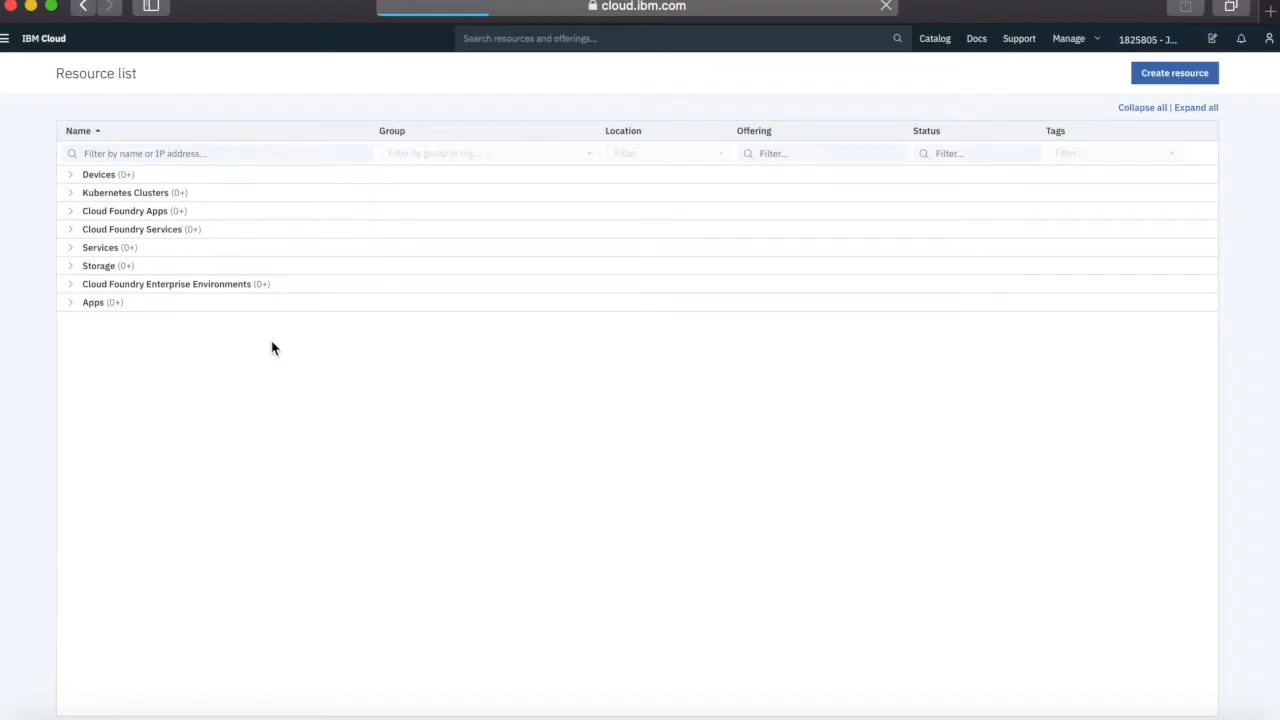 cloud.ibm.com
IBM Cloud
Search resources and offerings...
Catalog
Docs
Support
Manage
1825805 - J...
Resource list
Create resource
Collapse all | Expand all
Name
Group
Location
Offering
Status
Tags
Filter by name or IP address...
Filter by group or org...
Filter...
Filter...
Filter...
Filter...
Devices (0+)
Kubernetes Clusters (0+)
Cloud Foundry Apps (0+)
Cloud Foundry Services (0+)
Services (0+)
Storage (0+)
Cloud Foundry Enterprise Environments (0+)
Apps (0+)